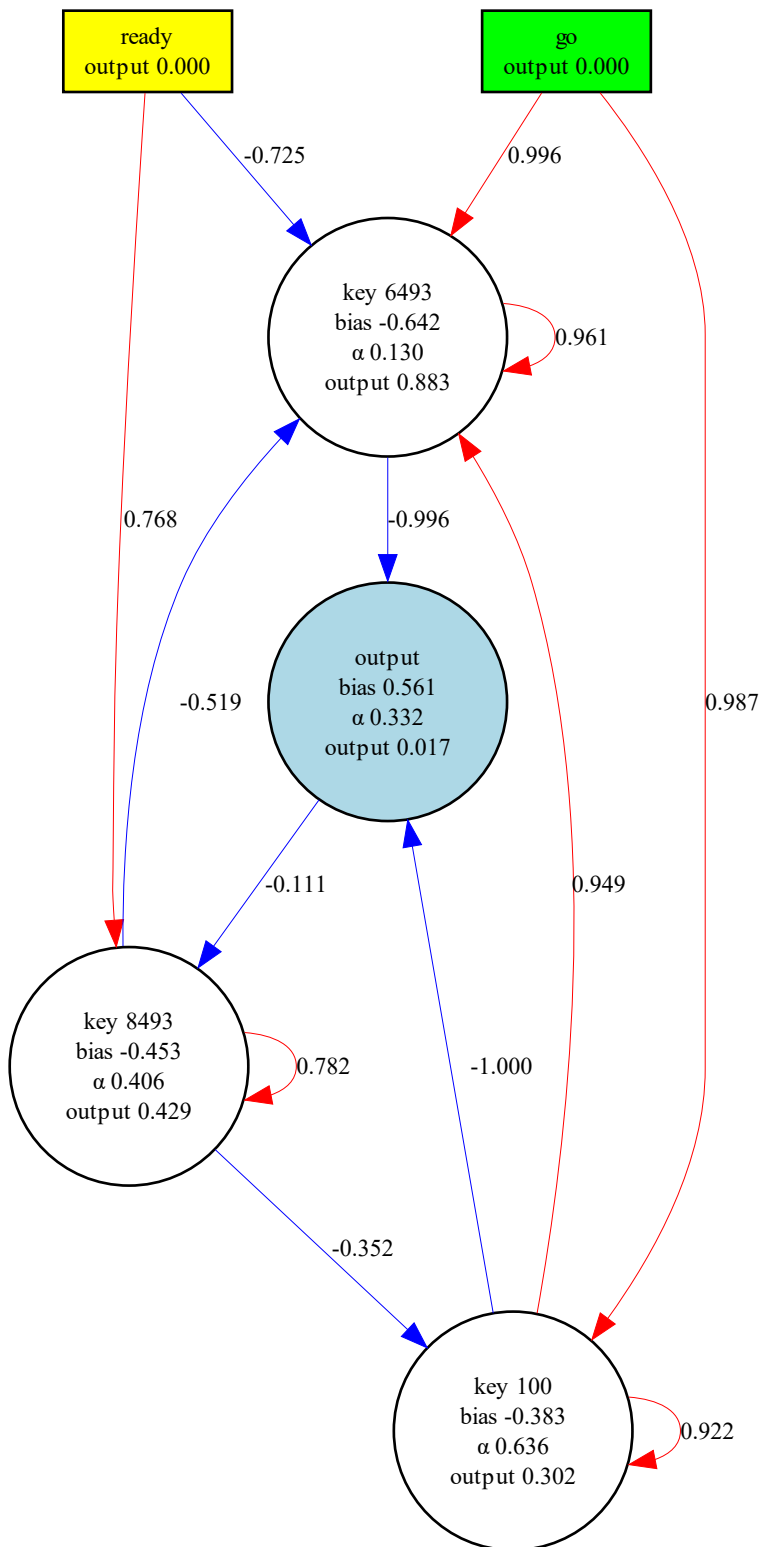 ready
output 0.000
go
output 0.000
-0.725
0.996
key 6493
bias -0.642
α 0.130
output 0.883
0.961
0.768
-0.996
-0.519
output
bias 0.561
α 0.332
output 0.017
0.987
-0.111
0.949
key 8493
bias -0.453
α 0.406
output 0.429
0.782
-1.000
-0.352
key 100
bias -0.383
α 0.636
output 0.302
0.922